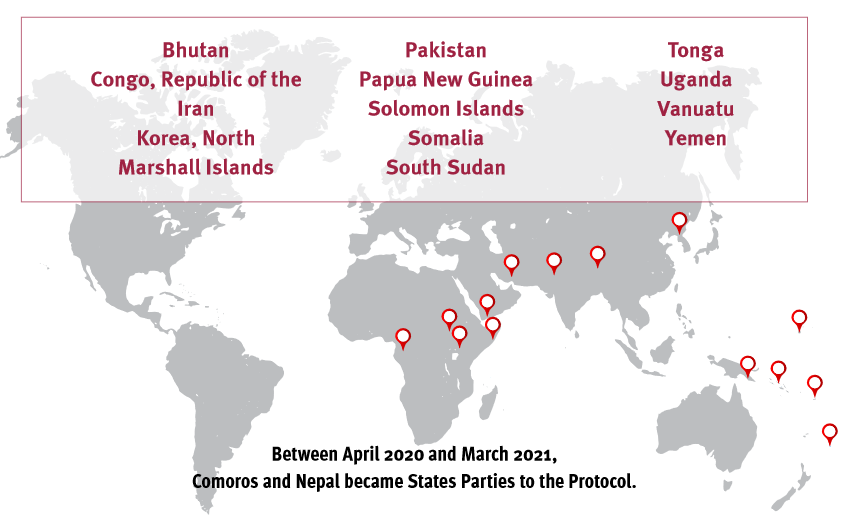 Bhutan
Congo, Republic of the
Iran
Korea, North
Marshall Islands
Pakistan
Papua New Guinea
Solomon Islands
Somalia
South Sudan
Tonga
Uganda
Vanuatu
Yemen
Between April 2020 and March 2021,
Comoros and Nepal became States Parties to the Protocol.